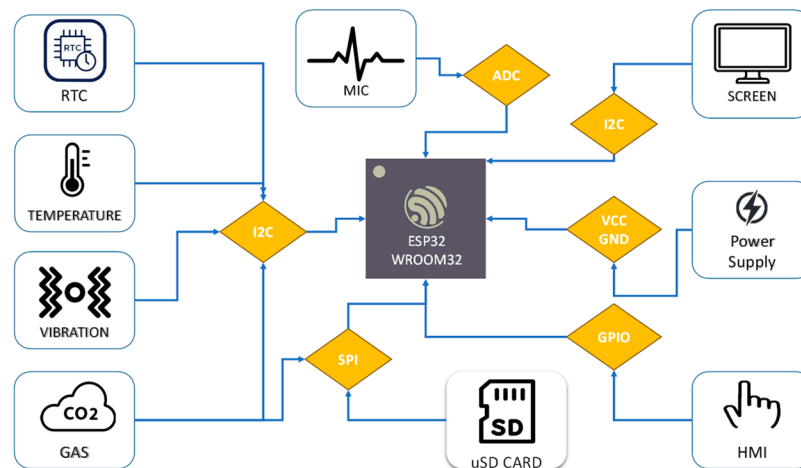 RTC
RTC
MIC
ADC
SCREEN
I2C
TEMPERATURE
I2C
ESP32
WROOM32
VCC
GND
Power
Supply
VIBRATION
SPI
GPIO
CO2
GAS
SD
uSD CARD
HMI